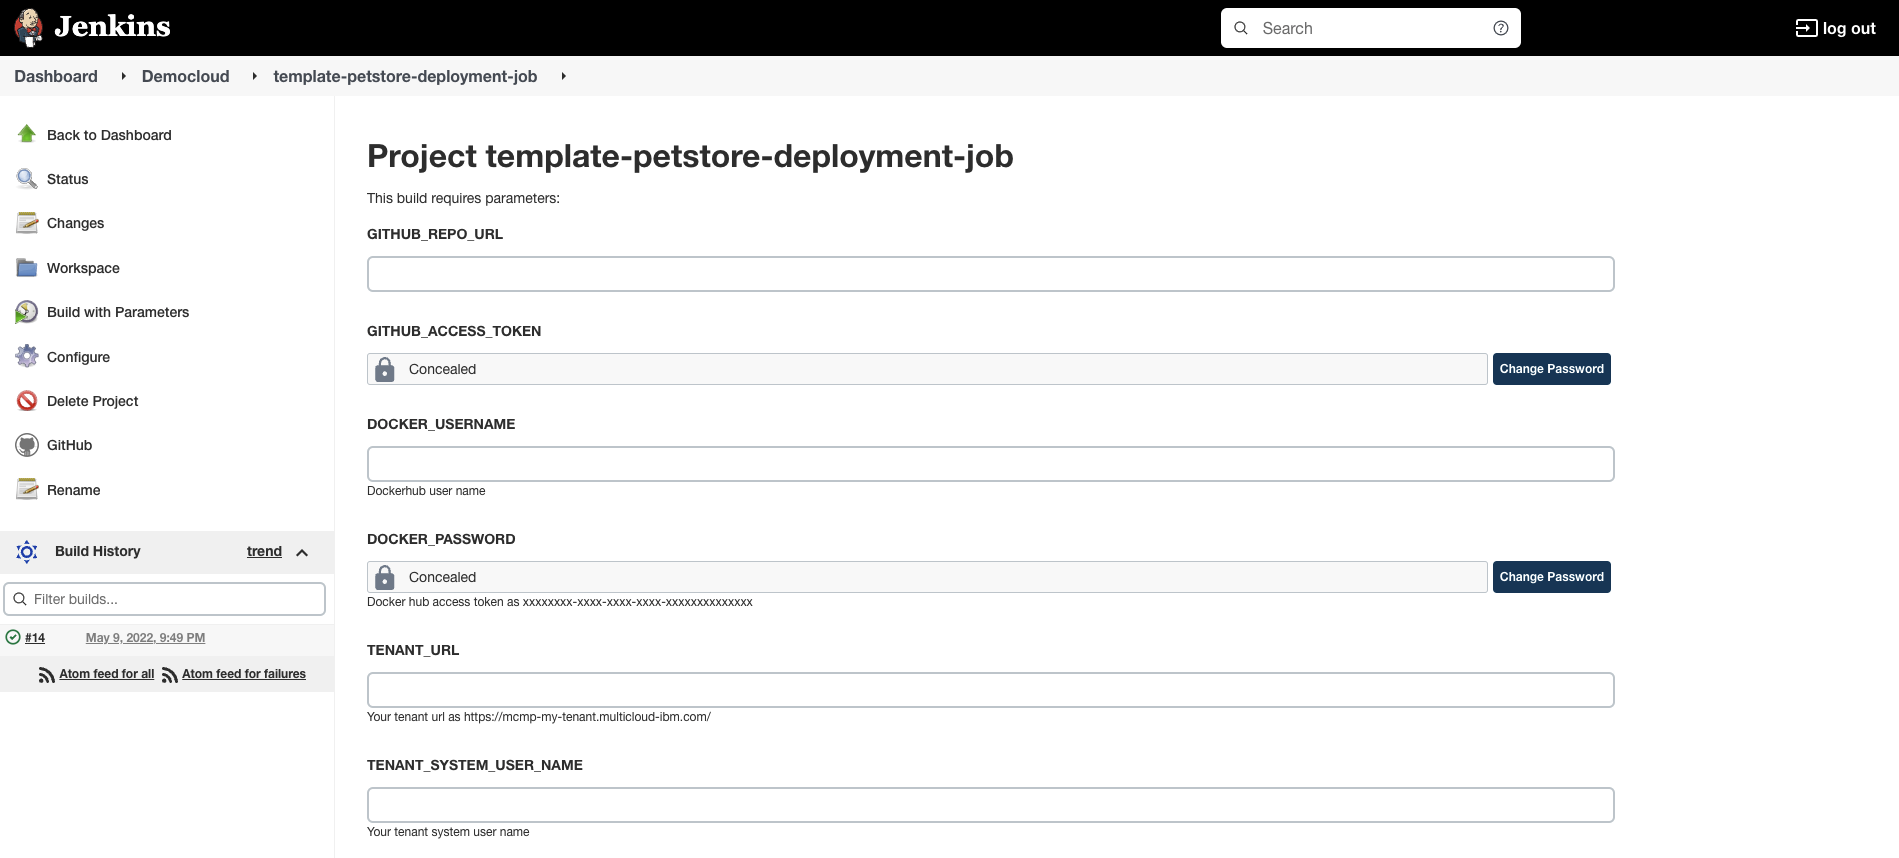 Jenkins
Search
log out
Dashboard Democloud template-petstore-deployment-job
Back to Dashboard
Status
Changes
Workspace
Build with Parameters
Configure
Delete Project
GitHub
Rename
Build History trend
Filter builds...
#14 May 9, 2022, 9:49 PM
Atom feed for all Atom feed for failures
Project template-petstore-deployment-job
This build requires parameters:
GITHUB_REPO_URL
GITHUB_ACCESS_TOKEN
Concealed Change Password
DOCKER_USERNAME
Dockerhub user name
DOCKER_PASSWORD
Concealed Change Password
Docker hub access token as xxxxxxxx-xxxx-xxxx-xxxx-xxxxxxxxxxxxxx
TENANT_URL
Your tenant url as https://mcmp-my-tenant.multicloud-ibm.com/
TENANT_SYSTEM_USER_NAME
Your tenant system user name